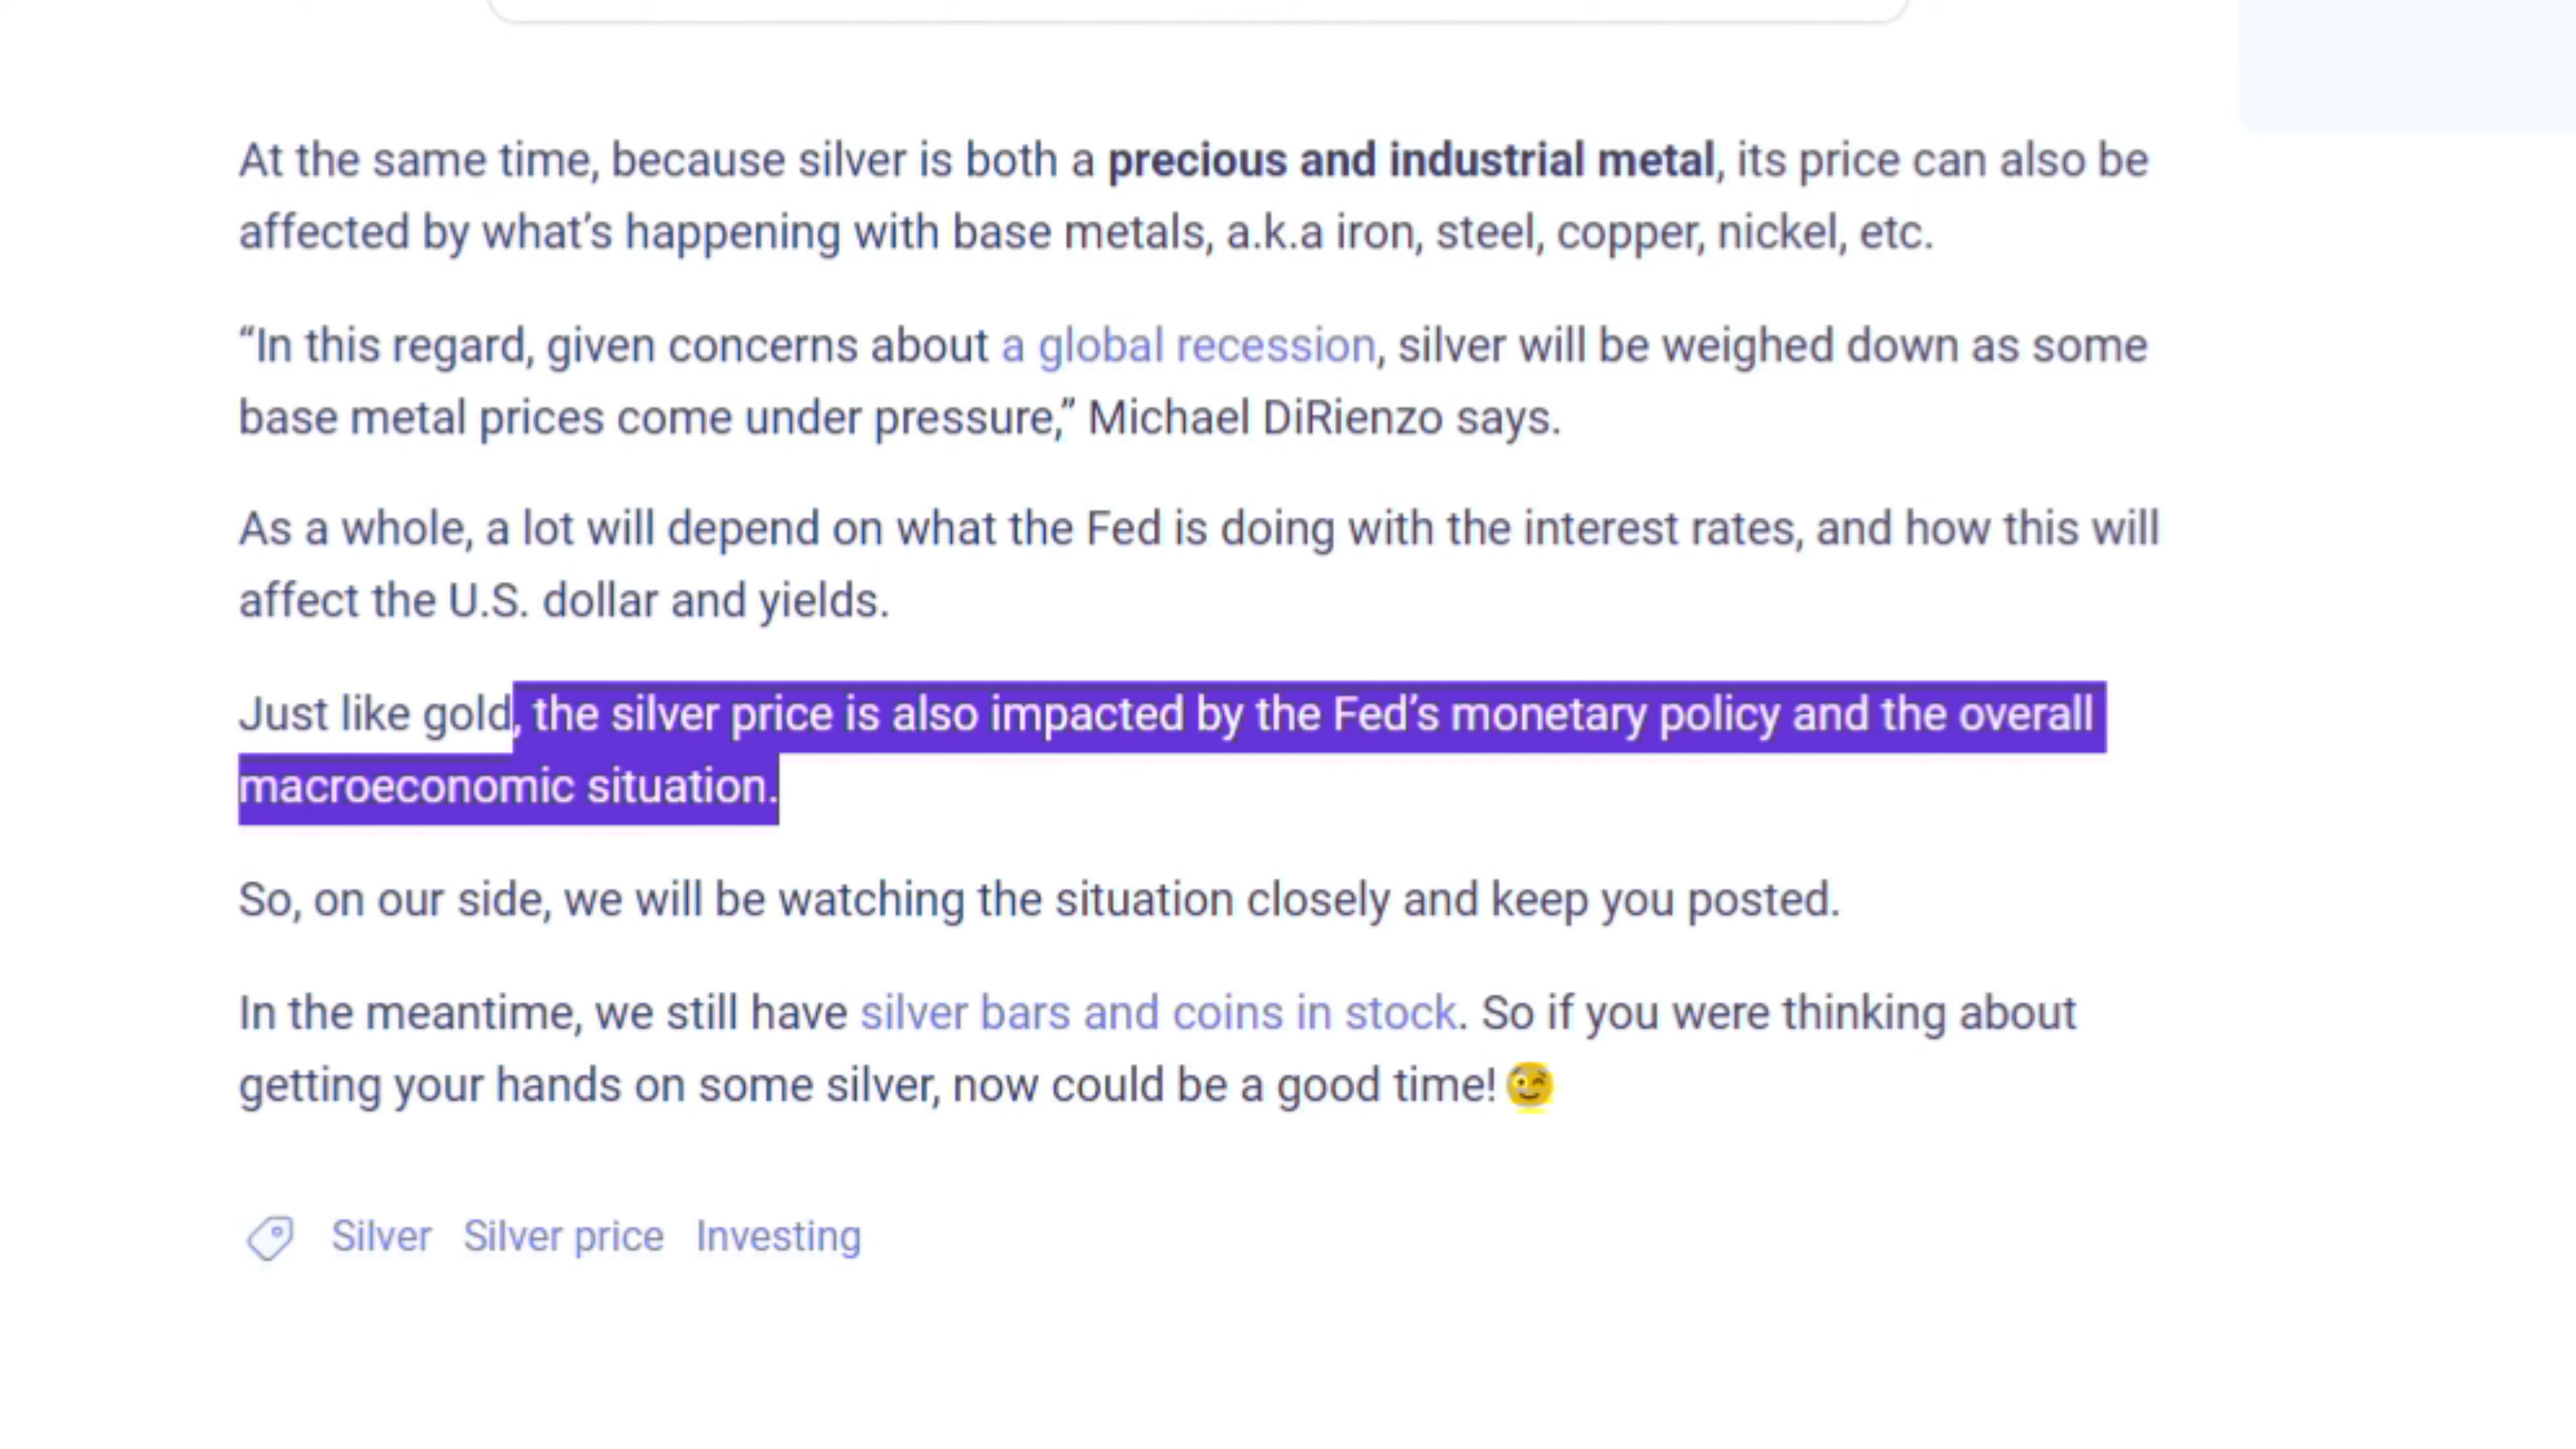 At the same time, because silver is both a precious and industrial metal, its price can also be
affected by what’s happening with base metals, a.k.a iron, steel, copper, nickel, etc.
“In this regard, given concerns about a global recession, silver will be weighed down as some
base metal prices come under pressure,” Michael DiRienzo says.
As a whole, a lot will depend on what the Fed is doing with the interest rates, and how this will
affect the U.S. dollar and yields.
Just like gold, the silver price is also impacted by the Fed’s monetary policy and the overall
macroeconomic situation.
So, on our side, we will be watching the situation closely and keep you posted.
In the meantime, we still have silver bars and coins in stock. So if you were thinking about
getting your hands on some silver, now could be a good time! 😉
Silver Silver price Investing